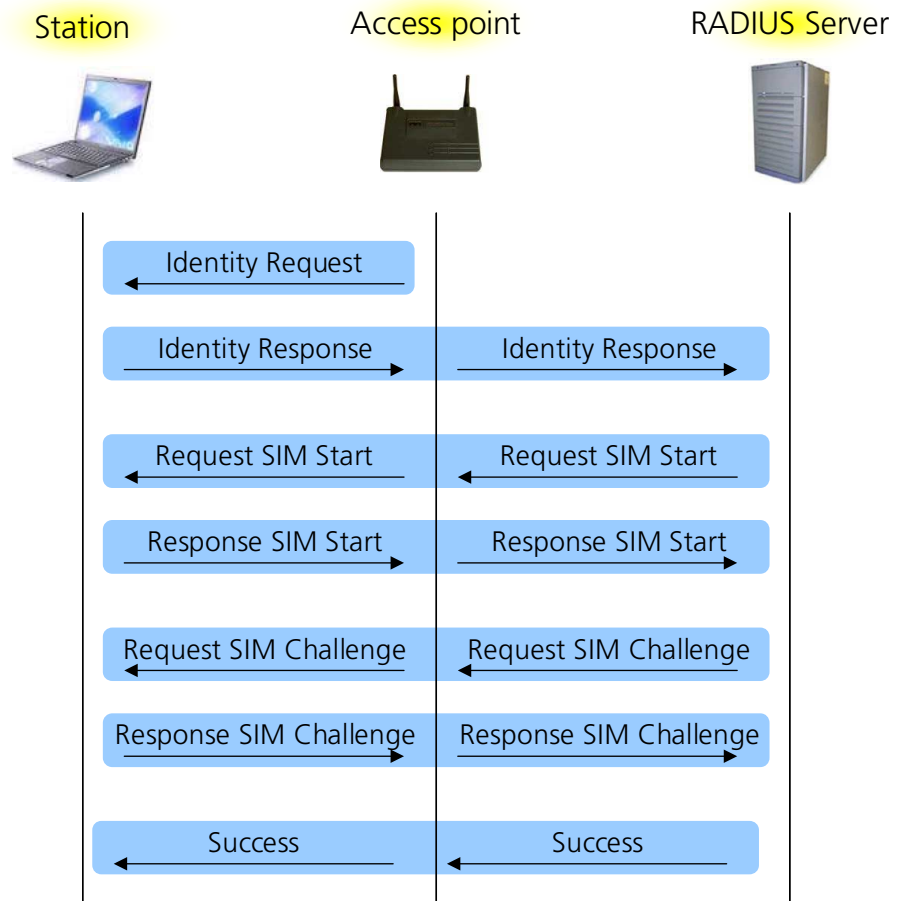 Station
Access point
RADIUS Server
Identity Request
Identity Response
Identity Response
Request SIM Start
Request SIM Start
Response SIM Start
Response SIM Start
Request SIM Challenge
Request SIM Challenge
Response SIM Challenge
Response SIM Challenge
Success
Success